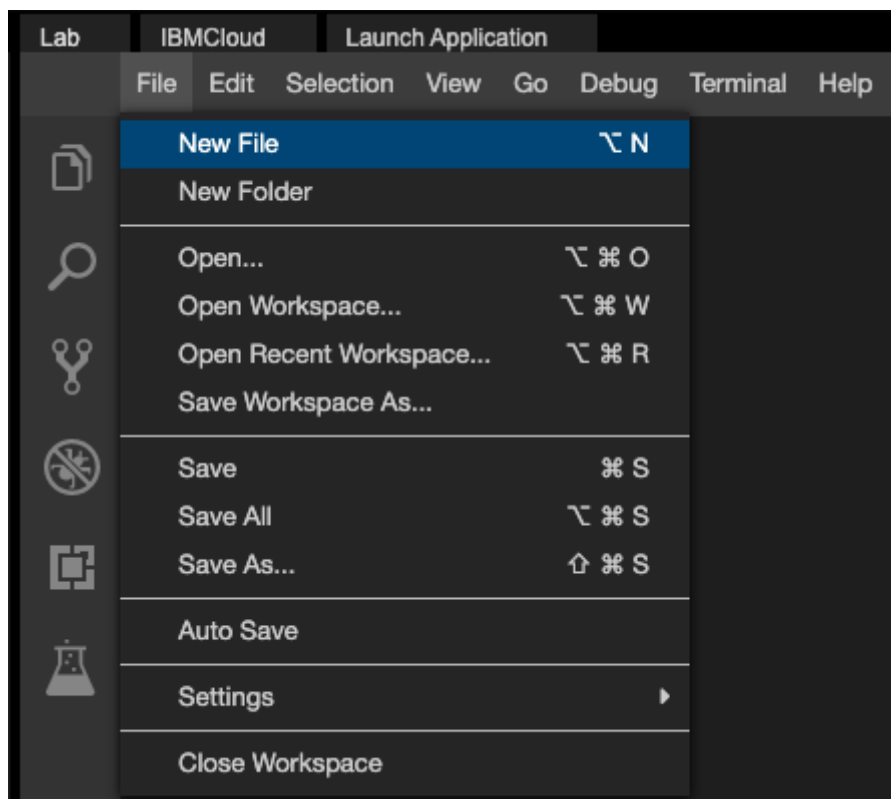 Lab IBMCloud Launch Application
File Edit Selection View Go Debug Terminal Help
New File ⌥ N
New Folder
Open... ⌥ ⌘ O
Open Workspace... ⌥ ⌘ W
Open Recent Workspace... ⌥ ⌘ R
Save Workspace As...
Save ⌘ S
Save All ⌥ ⌘ S
Save As... ⇧ ⌘ S
Auto Save
Settings
Close Workspace